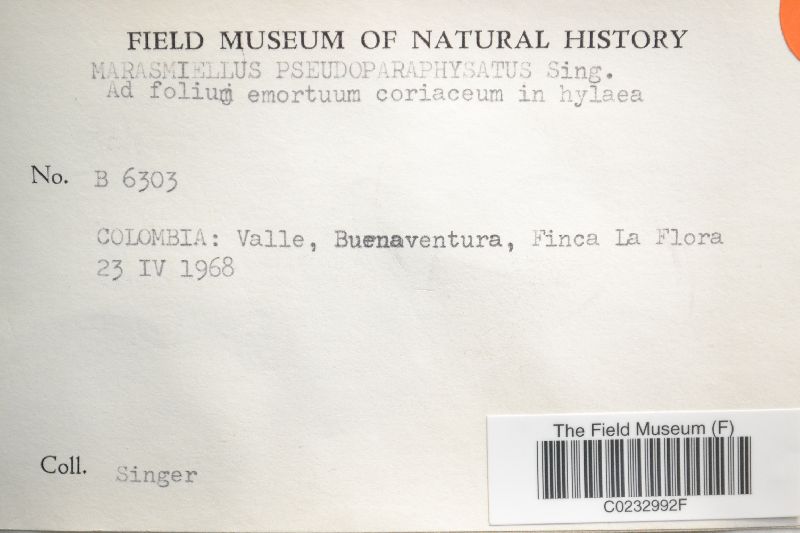 FIELD MUSEUM OF NATURAL HISTORY
MARASMIELLUS PSEUDOPARAPHYSATUS Sing.
Ad folium emortuum coriaceum in hylaea
No. B 6303
COLOMBIA: Valle, Buenaventura, Finca La Flora
23 IV 1968
Coll. Singer
The Field Museum (F)
C0232992F